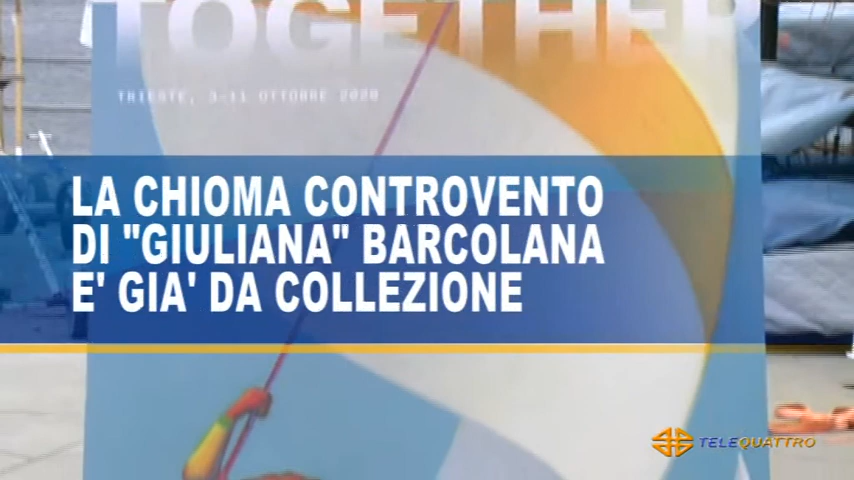 TOGETHER
TRIESTE, 3-11 OTTOBRE 2020
LA CHIOMA CONTROVENTO
DI "GIULIANA" BARCOLANA
E' GIA' DA COLLEZIONE
TELEQUATTRO